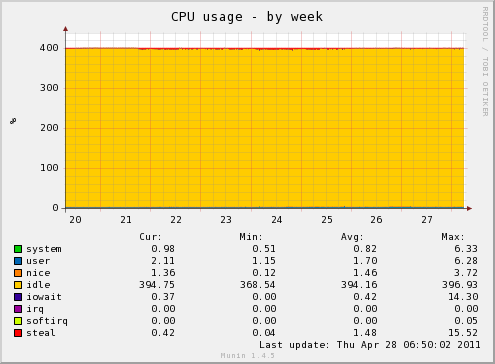 CPU usage - by week
RRDTOOL / TOBI OETIKER
%
400
300
200
100
0
20 21 22 23 24 25 26 27
Cur: Min: Avg: Max:
system 0.98 0.51 0.82 6.33
user 2.11 1.15 1.70 6.28
nice 1.36 0.12 1.46 3.72
idle 394.75 368.54 394.16 396.93
iowait 0.37 0.00 0.42 14.30
irq 0.00 0.00 0.00 0.00
softirq 0.00 0.00 0.00 0.05
steal 0.42 0.04 1.48 15.52
Last update: Thu Apr 28 06:50:02 2011
Munin 1.4.5